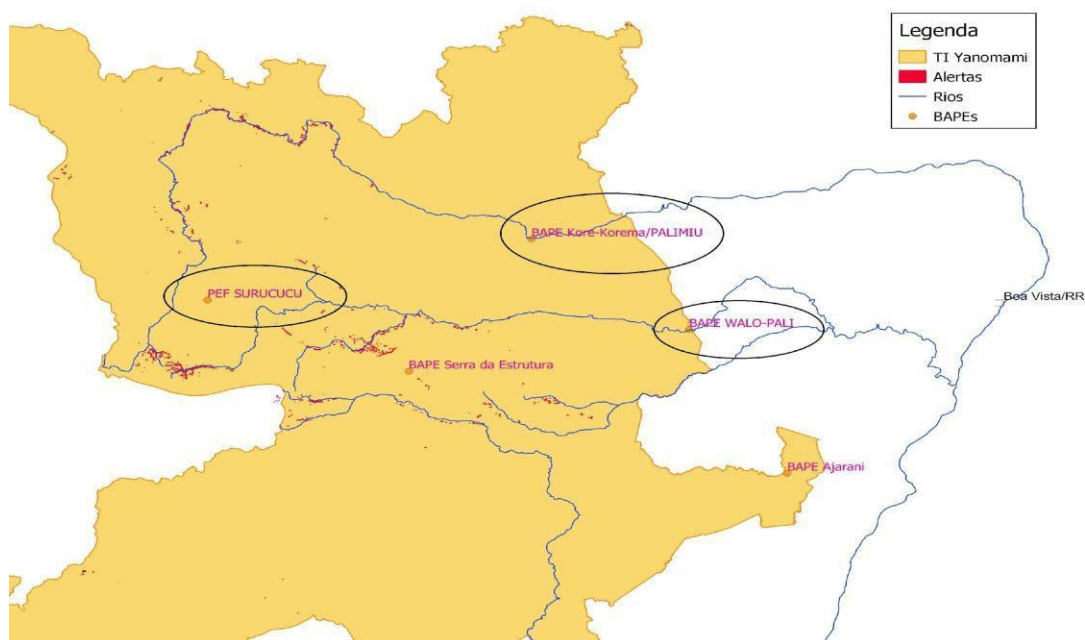 Legenda
TI Yanomami
Alertas
Rios
BAPEs
BAPE Kore-Korema/PALIMIU
PEF SURUCUCU
Boa Vista/RR
BAPE WALO-PALI
BAPE Serra da Estrutura
BAPE Ajarani